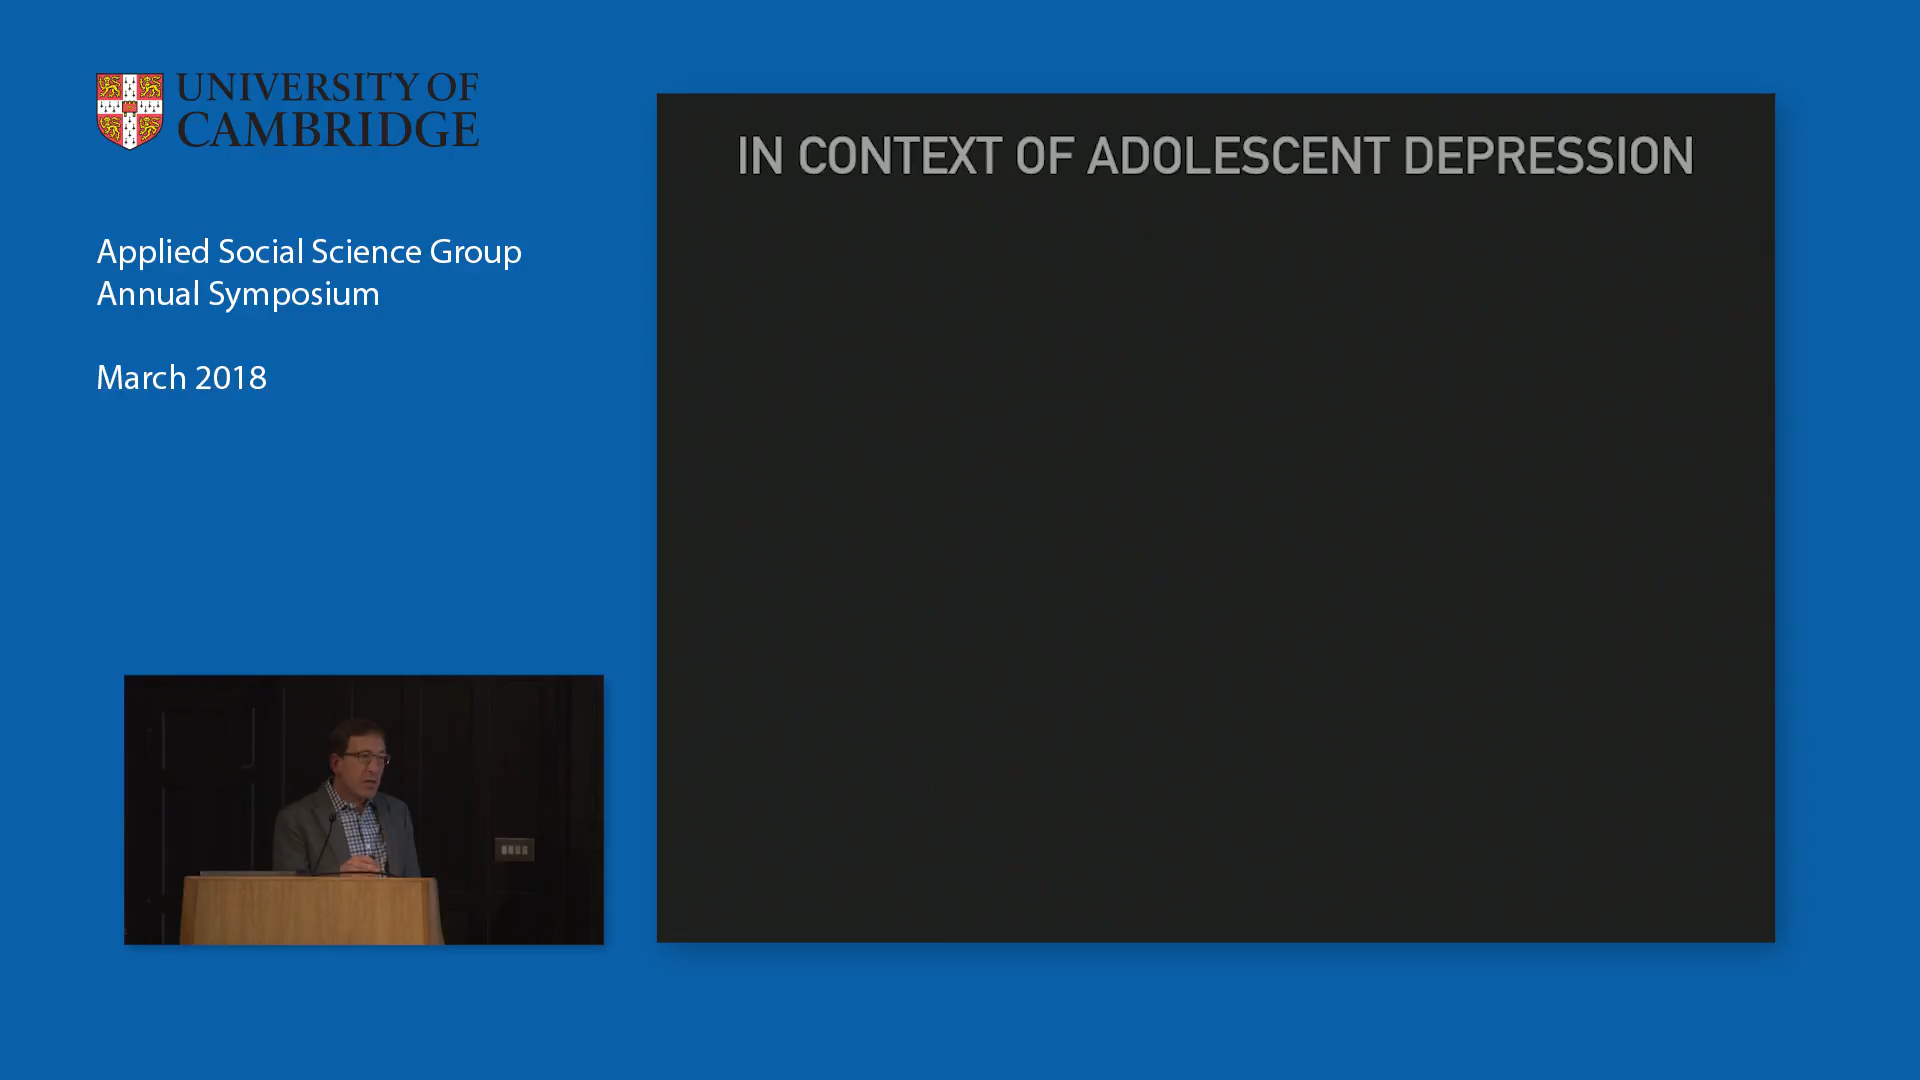 UNIVERSITY OF
CAMBRIDGE
Applied Social Science Group
Annual Symposium
March 2018
IN CONTEXT OF ADOLESCENT DEPRESSION